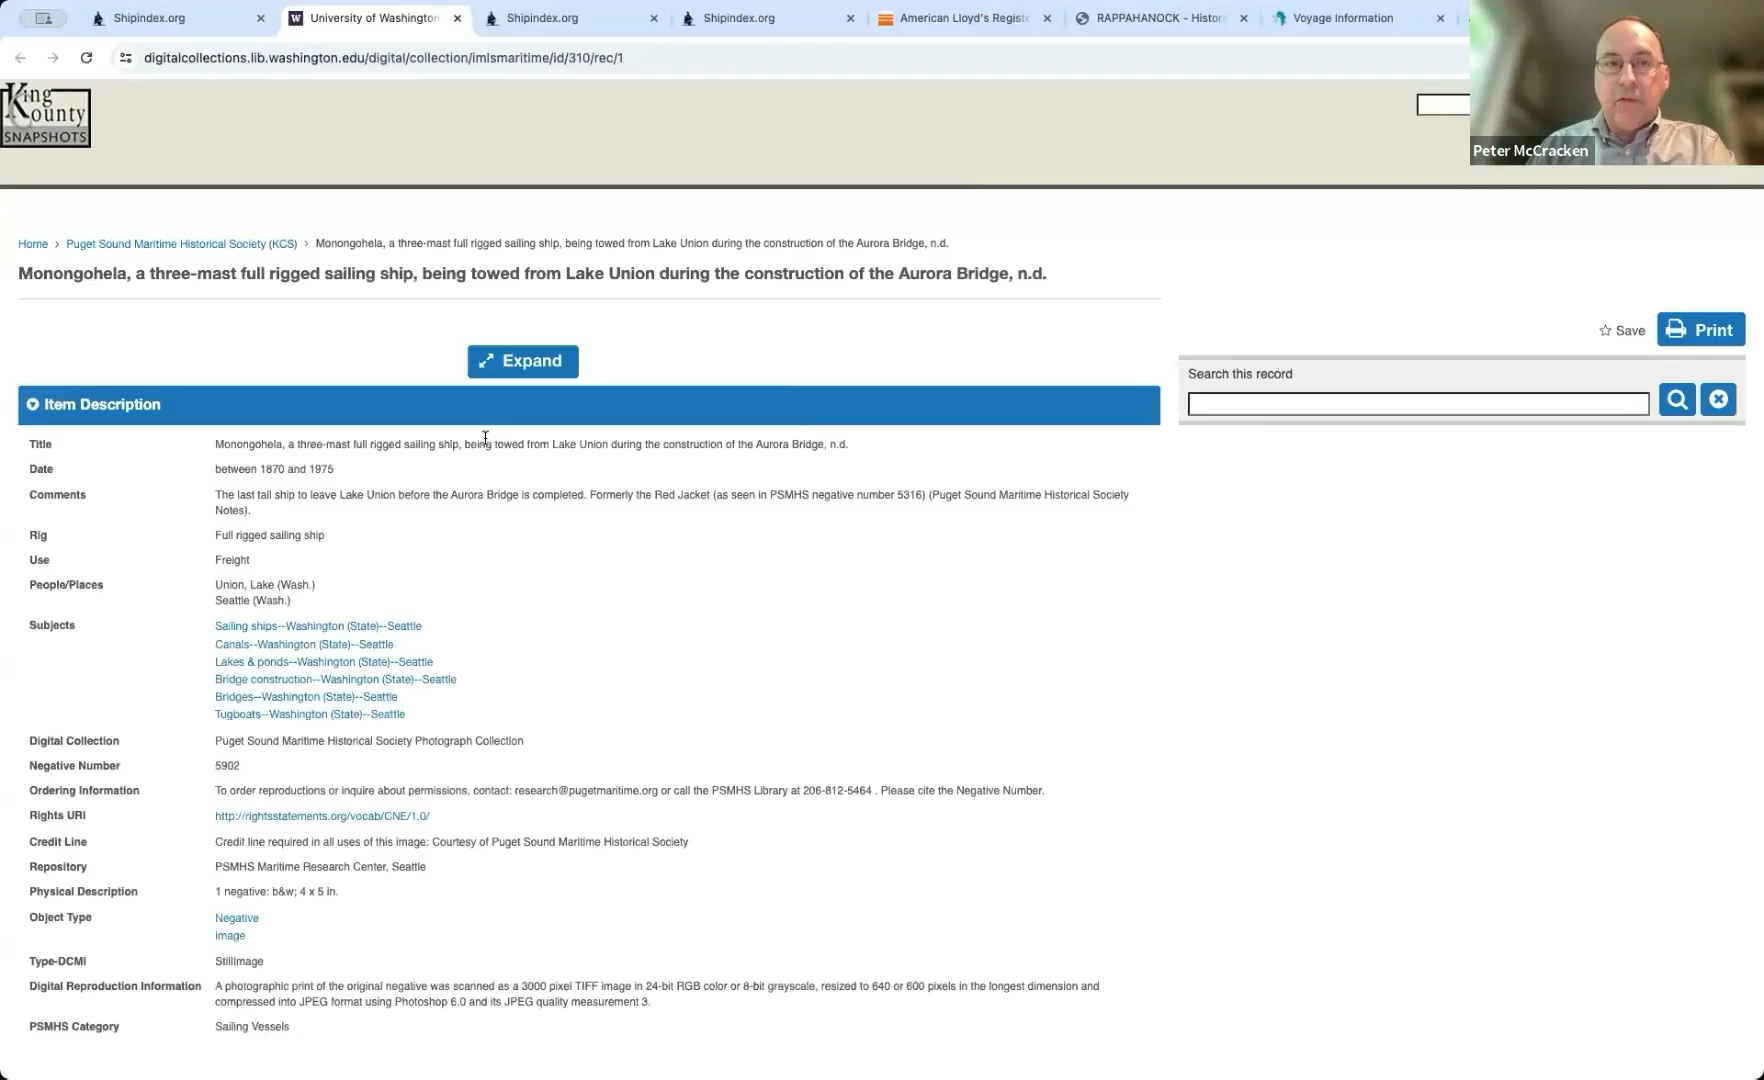 Shipindex.org
University of Washington
Shipindex.org
Shipindex.org
American Lloyd's Registe
RAPPAHANOCK - Histor
Voyage Information
digitalcollections.lib.washington.edu/digital/collection/imlsmaritime/id/310/rec/1
King
County
SNAPSHOTS
Peter McCracken
Home > Puget Sound Maritime Historical Society (KCS) > Monongohela, a three-mast full rigged sailing ship, being towed from Lake Union during the construction of the Aurora Bridge, n.d.
Monongohela, a three-mast full rigged sailing ship, being towed from Lake Union during the construction of the Aurora Bridge, n.d.
Save
Print
Expand
Search this record
Item Description
Title Monongohela, a three-mast full rigged sailing ship, being towed from Lake Union during the construction of the Aurora Bridge, n.d.
Date between 1870 and 1975
Comments The last tall ship to leave Lake Union before the Aurora Bridge is completed. Formerly the Red Jacket (as seen in PSMHS negative number 5316) (Puget Sound Maritime Historical Society
Notes).
Rig Full rigged sailing ship
Use Freight
People/Places Union, Lake (Wash.)
Seattle (Wash.)
Subjects Sailing ships--Washington (State)--Seattle
Canals--Washington (State)--Seattle
Lakes & ponds--Washington (State)--Seattle
Bridge construction--Washington (State)--Seattle
Bridges--Washington (State)--Seattle
Tugboats--Washington (State)--Seattle
Digital Collection Puget Sound Maritime Historical Society Photograph Collection
Negative Number 5902
Ordering Information To order reproductions or inquire about permissions, contact: research@pugetmaritime.org or call the PSMHS Library at 206-812-5464 . Please cite the Negative Number.
Rights URI http://rightsstatements.org/vocab/CNE/1.0/
Credit Line Credit line required in all uses of this image: Courtesy of Puget Sound Maritime Historical Society
Repository PSMHS Maritime Research Center, Seattle
Physical Description 1 negative: b&w; 4 x 5 in.
Object Type Negative
image
Type-DCMI StillImage
Digital Reproduction Information A photographic print of the original negative was scanned as a 3000 pixel TIFF image in 24-bit RGB color or 8-bit grayscale, resized to 640 or 600 pixels in the longest dimension and
compressed into JPEG format using Photoshop 6.0 and its JPEG quality measurement 3.
PSMHS Category Sailing Vessels